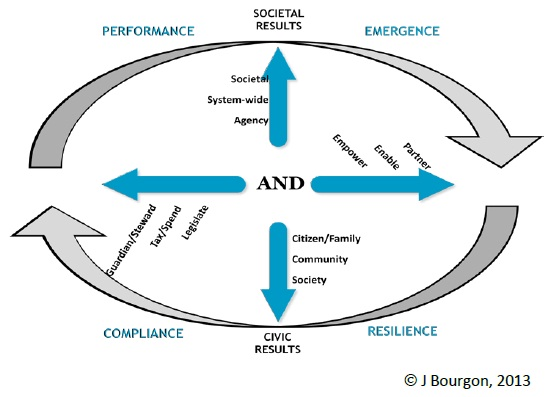 SOCIETAL
RESULTS
PERFORMANCE
EMERGENCE
Societal
System-wide
Agency
Empower
Enable
Partner
AND
Guardian/Steward
Tax/Spend
Legislate
Citizen/Family
Community
Society
COMPLIANCE
CIVIC
RESULTS
RESILIENCE
© J Bourgon, 2013